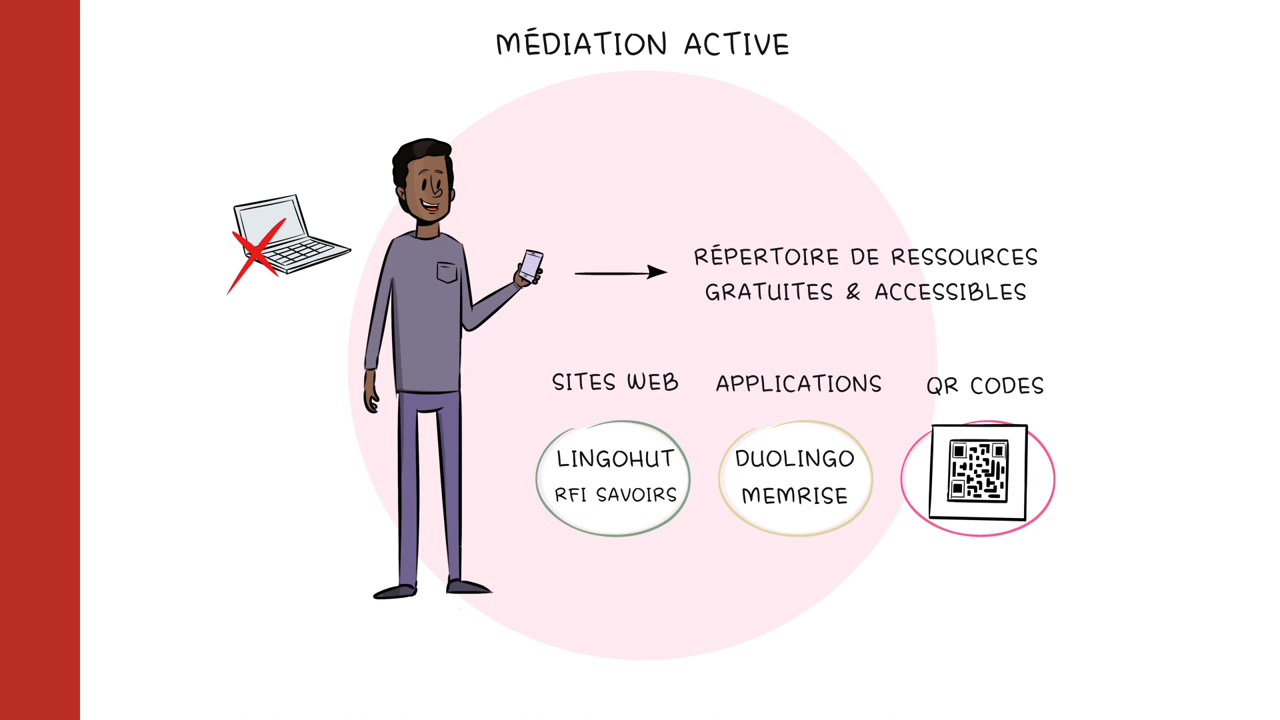 MÉDIATION ACTIVE
RÉPERTOIRE DE RESSOURCES
GRATUITES & ACCESSIBLES
SITES WEB
APPLICATIONS
QR CODES
LINGOHUT
RFI SAVOIRS
DUOLINGO
MEMRISE